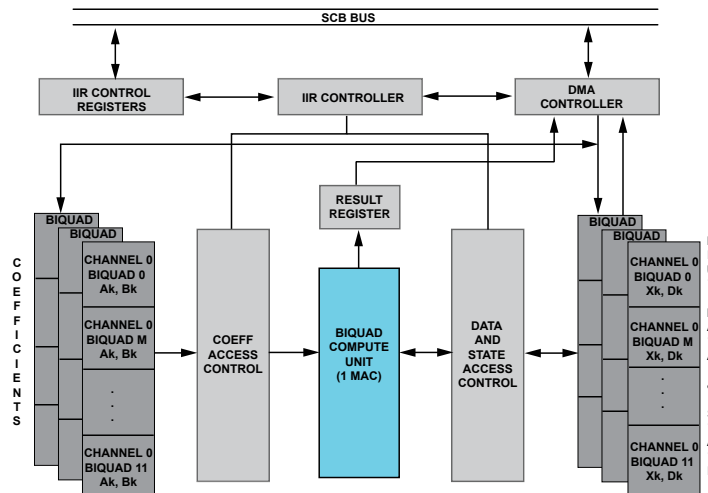 SCB BUS
IIR CONTROL
REGISTERS
IIR CONTROLLER
DMA
CONTROLLER
RESULT
REGISTER
BIQUAD
BIQUAD
CHANNEL 0
BIQUAD 0
Ak, Bk
CHANNEL 0
BIQUAD M
Ak, Bk
.
.
.
CHANNEL 0
BIQUAD 11
Ak, Bk
COEFFICIENTS
COEFF
ACCESS
CONTROL
BIQUAD
COMPUTE
UNIT
(1 MAC)
DATA
AND
STATE
ACCESS
CONTROL
BIQUAD
BIQUAD
CHANNEL 0
BIQUAD 0
Xk, Dk
CHANNEL 0
BIQUAD M
Xk, Dk
.
.
.
CHANNEL 0
BIQUAD 11
Xk, Dk